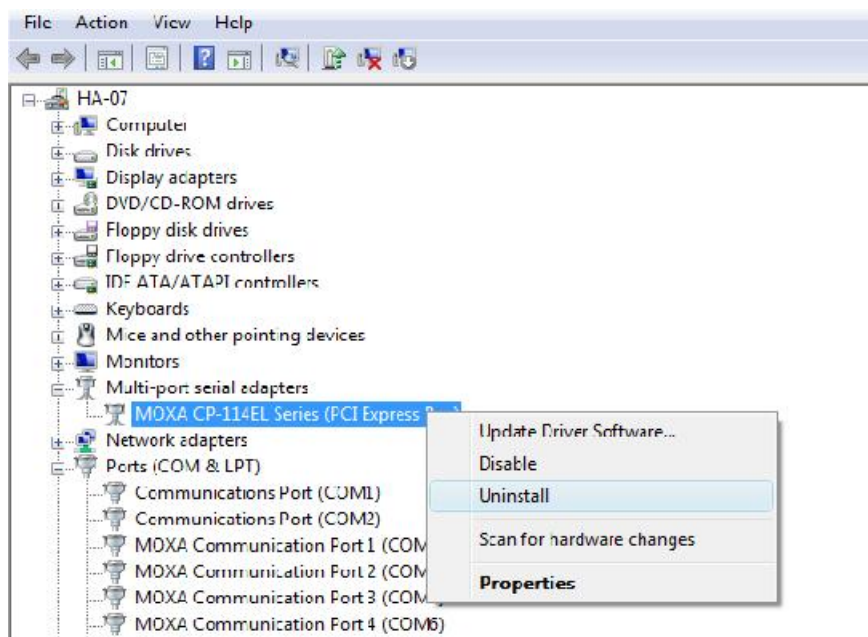 File Action View Help
HA-07
Computer
Disk drives
Display adapters
DVD/CD-ROM drives
Floppy disk drives
Floppy drive controllers
IDE ATA/ATAPI controllers
Keyboards
Mice and other pointing devices
Monitors
Multi-port serial adapters
MOXA CP-114EL Series (PCI Express
Network adapters
Ports (COM & LPT)
Communications Port (COM1)
Communications Port (COM2)
MOXA Communication Port 1 (COM
MOXA Communication Port 2 (COM
MOXA Communication Port 3 (COM
MOXA Communication Port 4 (COM6)
Update Driver Software...
Disable
Uninstall
Scan for hardware changes
Properties